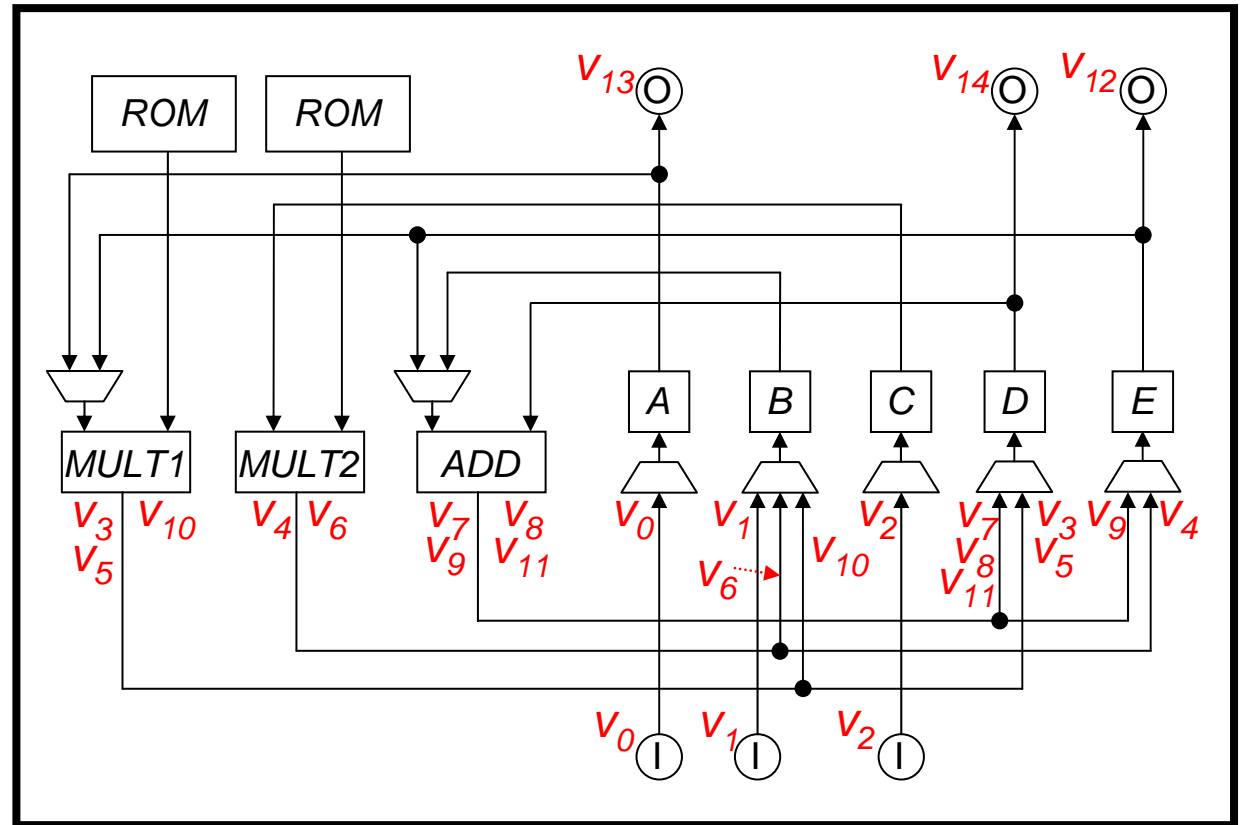 v13 O v14 O v12 O
ROM ROM
A B C D E
MULT1 MULT2 ADD
v3 v10 v4 v6 v7 v8 v0 v1 v2 v7 v3 v9 v4
v5 v9 v11 v10 v8 v5
v6 v11
v0 I v1 I v2 I